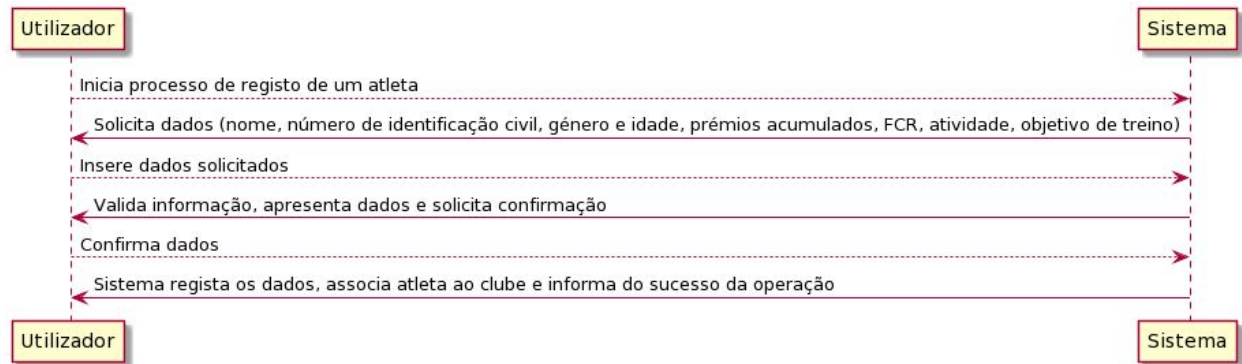 Utilizador Sistema
Inicia processo de registo de um atleta
Solicita dados (nome, número de identificação civil, género e idade, prémios acumulados, FCR, atividade, objetivo de treino)
Insere dados solicitados
Valida informação, apresenta dados e solicita confirmação
Confirma dados
Sistema regista os dados, associa atleta ao clube e informa do sucesso da operação
Utilizador Sistema